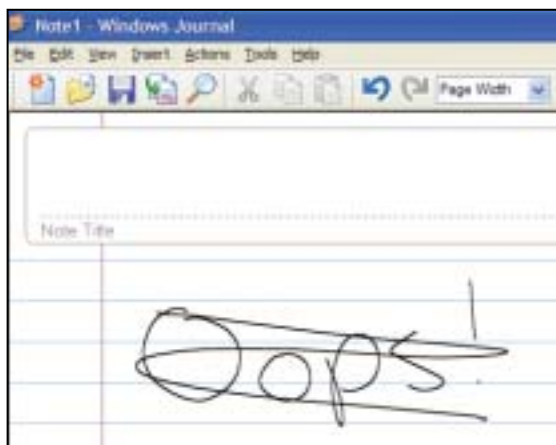 Note1 - Windows Journal
File Edit View Insert Actions Tools Help
Page Width
Note Title
Oops!